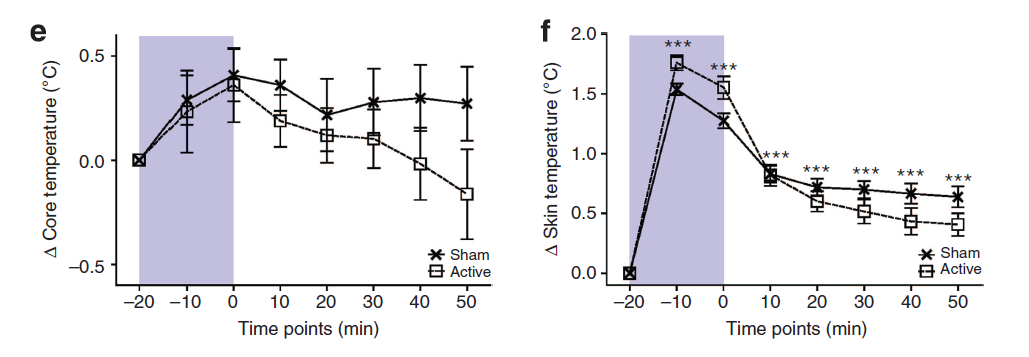 e
Δ Core temperature (°C)
0.5
0.0
−0.5
Sham
Active
−20 −10 0 10 20 30 40 50
Time points (min)
f
Δ Skin temperature (°C)
2.0
1.5
1.0
0.5
0.0
***
***
***
***
***
***
***
Sham
Active
−20 −10 0 10 20 30 40 50
Time points (min)